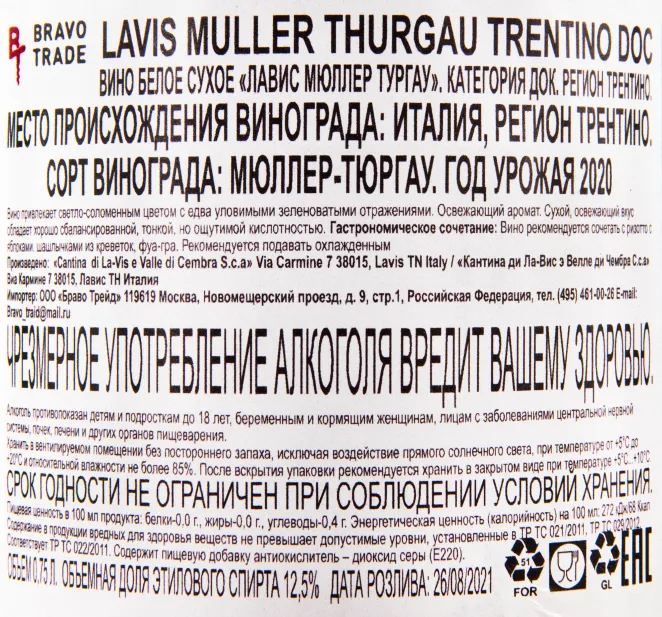 BRAVO TRADE
LAVIS MULLER THURGAU TRENTINO DOC
ВИНО БЕЛОЕ СУХОЕ «ЛАВИС МЮЛЛЕР ТУРГАУ». КАТЕГОРИЯ ДОК. РЕГИОН ТРЕНТИНО.
МЕСТО ПРОИСХОЖДЕНИЯ ВИНОГРАДА: ИТАЛИЯ, РЕГИОН ТРЕНТИНО.
СОРТ ВИНОГРАДА: МЮЛЛЕР-ТЮРГАУ. ГОД УРОЖАЯ 2020
Вино привлекает светло-соломенным цветом с едва уловимыми зеленоватыми отражениями. Освежающий аромат. Сухой, освежающий вкус
обладает хорошо сбалансированной, тонкой, но ощутимой кислотностью. Гастрономическое сочетание: Вино рекомендуется сочетать с ризотто с
яблоками, шашлычками из креветок, фуа-гра. Рекомендуется подавать охлажденным
Произведено: «Cantina di La-Vis e Valle di Cembra S.c.a» Via Carmine 7 38015, Lavis TN Italy / «Кантина ди Ла-Вис э Велле ди Чембра С.с.а»
Виа Кармине 7 38015, Лавис ТН Италия
Импортер: ООО «Браво Трейд» 119619 Москва, Новомещерский проезд, д. 9, стр.1, Российская Федерация, тел. (495) 461-00-26 E-mail:
Bravo_traid@mail.ru
ЧРЕЗМЕРНОЕ УПОТРЕБЛЕНИЕ АЛКОГОЛЯ ВРЕДИТ ВАШЕМУ ЗДОРОВЬЮ.
Алкоголь противопоказан детям и подросткам до 18 лет, беременным и кормящим женщинам, лицам с заболеваниями центральной нервной
системы, почек, печени и других органов пищеварения.
Хранить в вентилируемом помещении без постороннего запаха, исключая воздействие прямого солнечного света, при температуре от +5°С до
+20°С и относительной влажности не более 85%. После вскрытия упаковки рекомендуется хранить в закрытом виде при температуре +5°С...+10°С
СРОК ГОДНОСТИ НЕ ОГРАНИЧЕН ПРИ СОБЛЮДЕНИИ УСЛОВИЙ ХРАНЕНИЯ.
Пищевая ценность в 100 мл продукта: белки-0,0 г., жиры-0,0 г., углеводы-0,4 г. Энергетическая ценность (калорийность) на 100 мл: 272 кДж/68 Ккал
Содержание в продукции вредных для здоровья веществ не превышает допустимые уровни, установленные в ТР ТС 021/2011, ТР ТС 029/2012
Соответствует ТР ТС 022/2011. Содержит пищевую добавку антиокислитель – диоксид серы (Е220).
ОБЪЕМ 0,75 Л. ОБЪЕМНАЯ ДОЛЯ ЭТИЛОВОГО СПИРТА 12,5% ДАТА РОЗЛИВА: 26/08/2021
51
FOR
GL
EAC